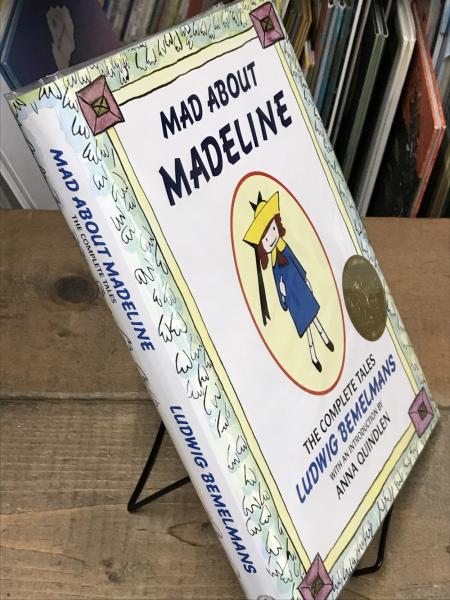 MAD ABOUT
MADELINE
THE COMPLETE TALES
LUDWIG BEMELMANS
WITH AN INTRODUCTION BY
ANNA QUINDLEN
MAD ABOUT MADELINE
THE COMPLETE TALES
LUDWIG BEMELMANS